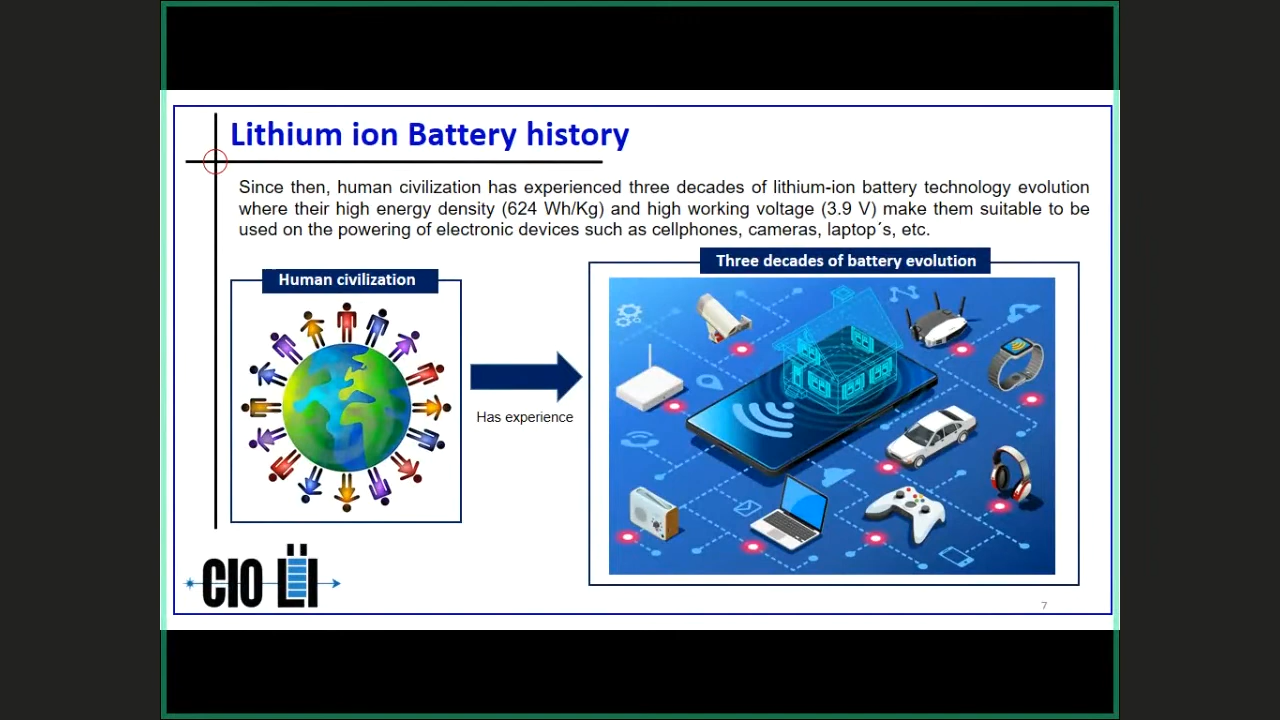 Lithium ion Battery history
Since then, human civilization has experienced three decades of lithium-ion battery technology evolution
where their high energy density (624 Wh/Kg) and high working voltage (3.9 V) make them suitable to be
used on the powering of electronic devices such as cellphones, cameras, laptop´s, etc.
Human civilization
Three decades of battery evolution
Has experience
CIO LI
7